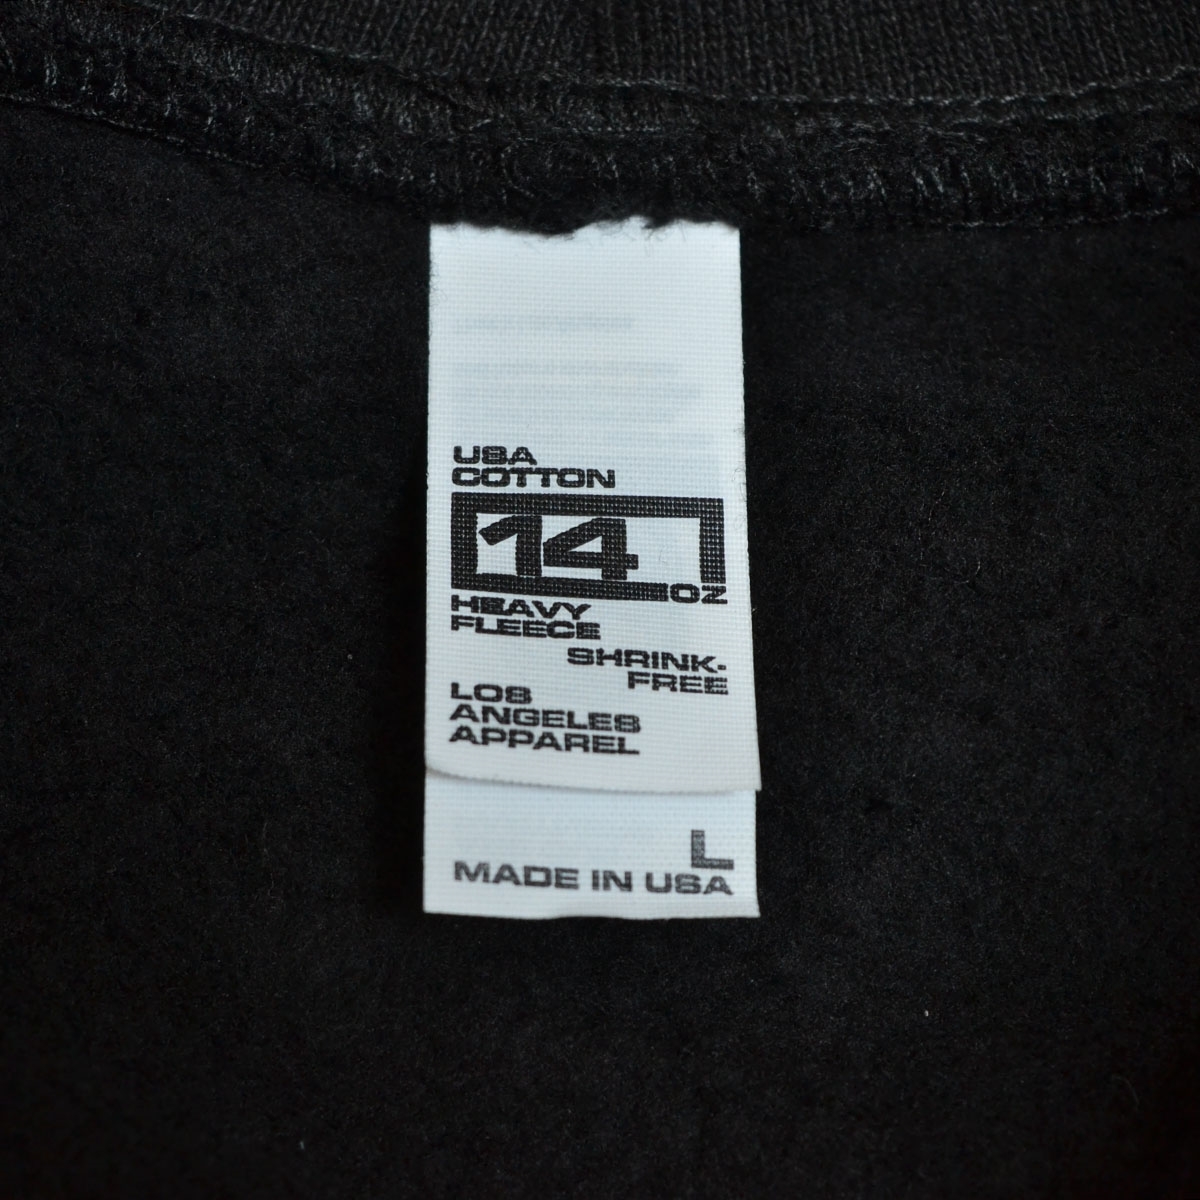 USA
COTTON
14
OZ
HEAVY
FLEECE
SHRINK-
FREE
LOS
ANGELES
APPAREL
L
MADE IN USA